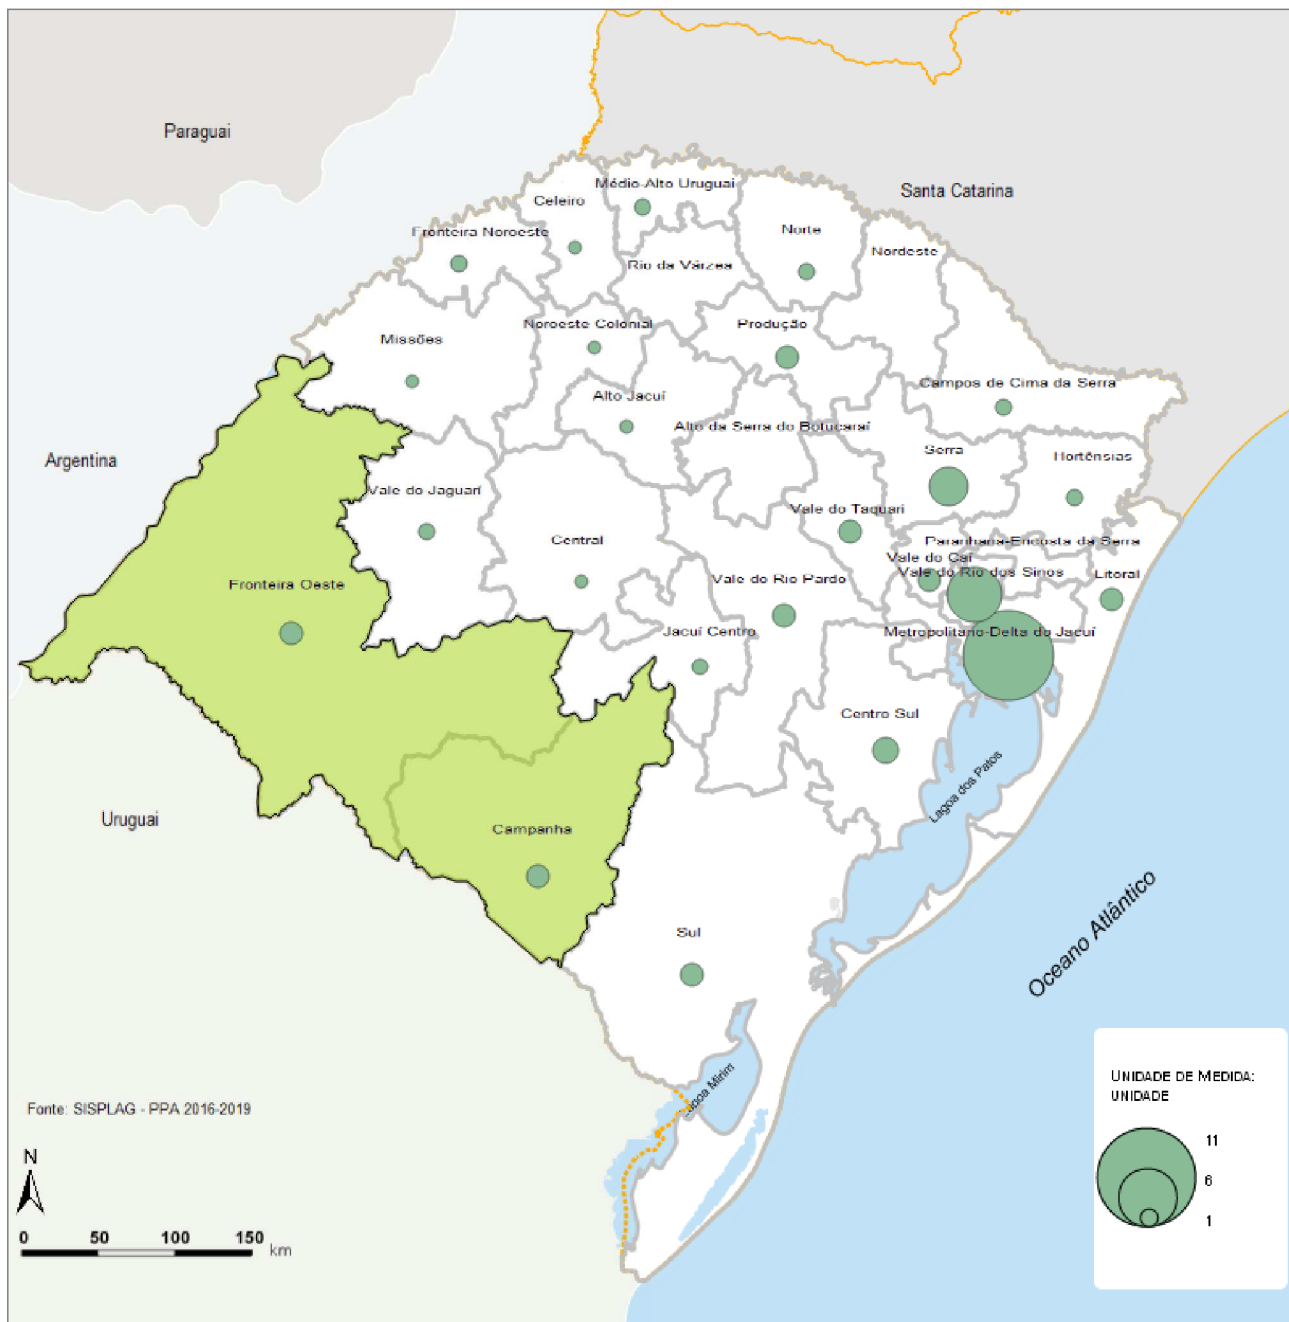 Paraguai
Santa Catarina
Médio-Alto Uruguai
Celeiro
Norte
Fronteira Noroeste
Nordeste
Rio da Várzea
Noroeste Colonial
Produção
Missões
Campos de Cima da Serra
Alto Jacuí
Alto da Serra do Botucaraí
Serra
Hortênsias
Argentina
Vale do Jaguarí
Vale do Taquari
Central
Paranhana-Encosta da Serra
Vale do Caí
Vale do Rio dos Sinos
Litoral
Fronteira Oeste
Vale do Rio Pardo
Jacuí Centro
Metropolitano-Delta do Jacuí
Centro Sul
Lagoa dos Patos
Uruguai
Campanha
Oceano Atlântico
Sul
Lagoa Mirim
UNIDADE DE MEDIDA:
UNIDADE
11
6
1
Fonte: SISPLAG - PPA 2016-2019
N
0 50 100 150 km